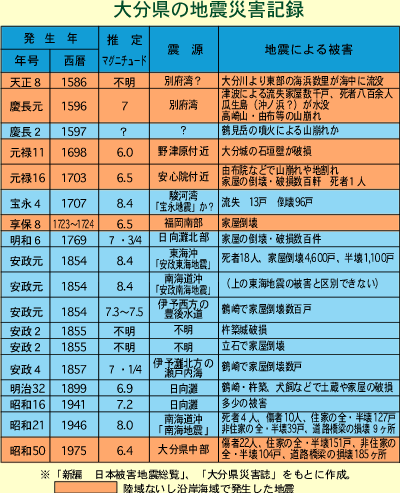 大分県の地震災害記録
発生年 推定マグニチュード 震源 地震による被害
年号 西暦
天正8 1586 不明 別府湾？ 大分川より東部の海浜数里が海中に流没
慶長元 1596 7 別府湾 津波による流失家屋数千戸、死者八百余人
瓜生島（沖ノ浜？）が水没
高崎山・由布等の山崩れ
慶長2 1597 ？ ？ 鶴見岳の噴火による山崩れか
元禄11 1698 6.0 野津原付近 大分城の石垣壁が破損
元禄16 1703 6.5 安心院付近 由布院などで山崩れや地割れ
家屋の倒壊・破損数百軒 死者1人
宝永4 1707 8.4 駿河湾「宝永地震」か？ 流失 13戸 倒壊96戸
享保8 1723~1724 6.5 福岡南部 家屋倒壊
明和6 1769 7・3/4 日向灘北部 家屋の倒壊・破損数百件
安政元 1854 8.4 東海沖「安政東海地震」 死者18人、家屋倒壊4,600戸、半壊1,100戸
安政元 1854 8.4 南海道沖「安政南海地震」 （上の東海地震の被害と区別できない）
安政元 1854 7.3~7.5 伊予西方の豊後水道 鶴崎で家屋倒壊数百戸
安政2 1855 不明 不明 杵築城破損
安政2 1855 不明 不明 立石で家屋倒壊
安政4 1857 7・1/4 伊予灘北方の瀬戸内海 鶴崎で家屋倒壊数戸
明治32 1899 6.9 日向灘 鶴崎・杵築、犬飼などで土蔵や家屋の破損
昭和16 1941 7.2 日向灘 多少の被害
昭和21 1946 8.0 南海道沖「南海地震」 死者4人、傷者10人、住家の全・半壊127戸
非住家の全・半壊39戸、道路橋梁の損壊9ヶ所
昭和50 1975 6.4 大分県中部 傷者22人、住家の全・半壊151戸、非住家の
全・半壊104戸、道路橋梁の損壊185ヶ所
※「新編 日本被害地震総覧」、「大分県災害誌」をもとに作成。
陸域ないし沿岸海域で発生した地震